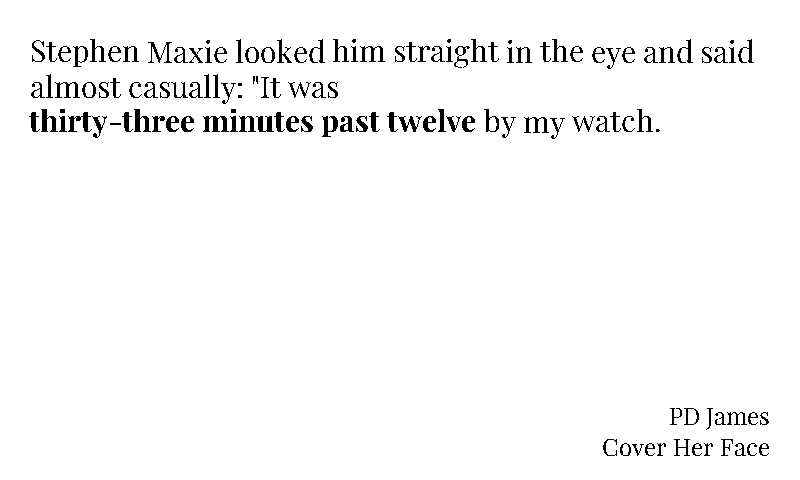 Stephen Maxie looked him straight in the eye and said
almost casually: "It was
thirty-three minutes past twelve by my watch.
PD James
Cover Her Face